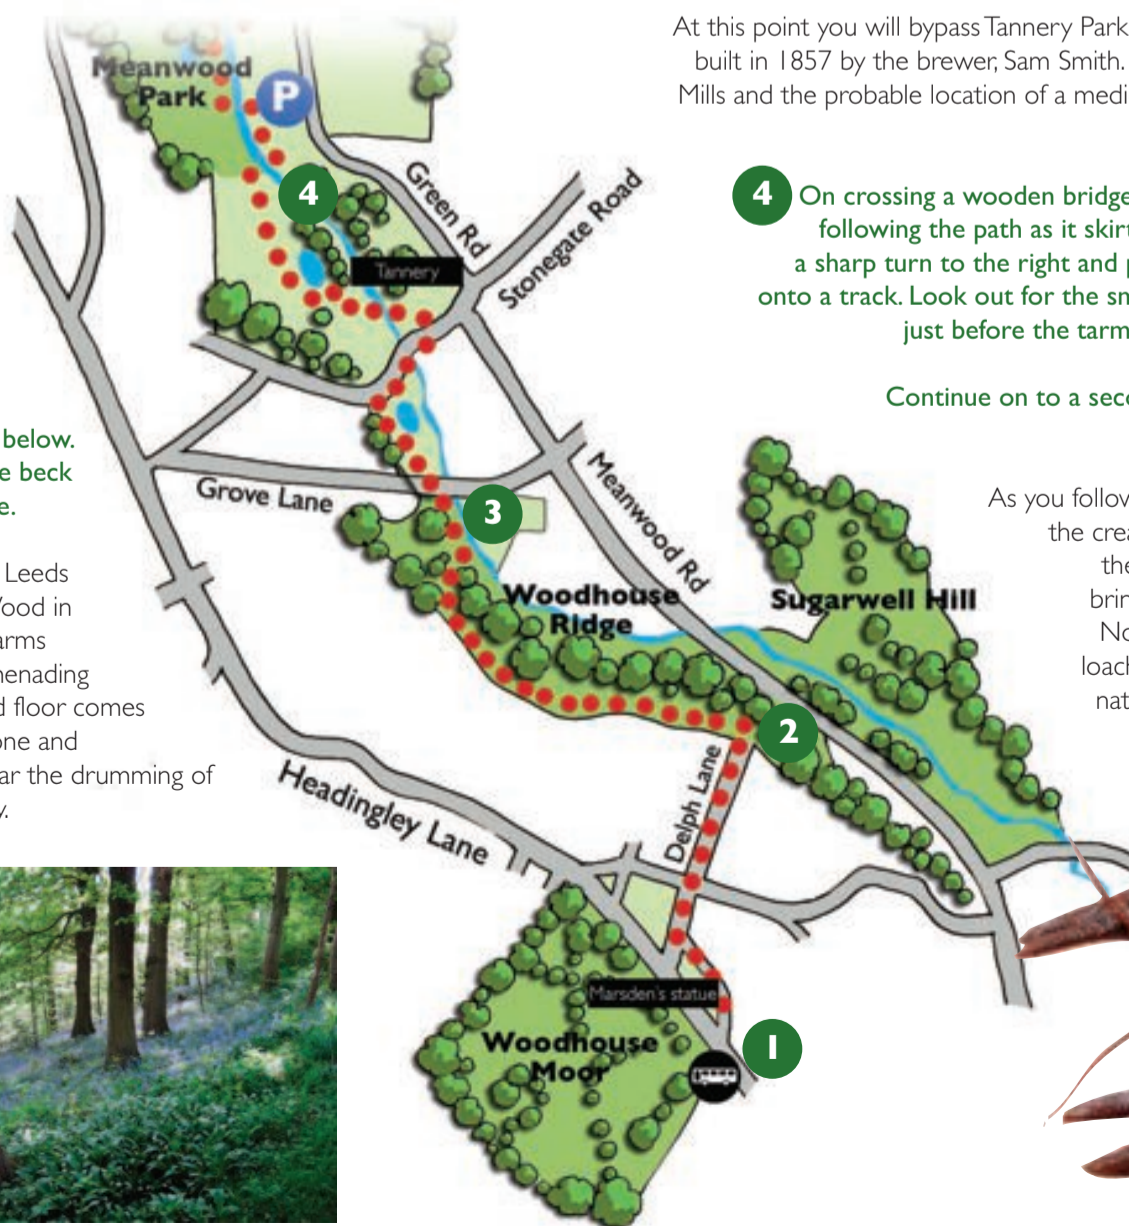 At this point you will bypass Tannery Park
built in 1857 by the brewer, Sam Smith.
Mills and the probable location of a medi
4 On crossing a wooden bridge
following the path as it skirt
a sharp turn to the right and
onto a track. Look out for the sm
just before the tarm
Continue on to a seco
As you follow
the crea
the
brin
No
loach
nat
below.
e beck
e.
Leeds
Wood in
arms
menading
d floor comes
one and
ar the drumming of
y.
Meanwood
Park
P
4
Green Rd
Stonegate Road
Tannery
Grove Lane
3
Meanwood Rd
Woodhouse
Ridge
Sugarwell Hill
2
Delph Lane
Headingley Lane
Marsden's statue
Woodhouse
Moor
1